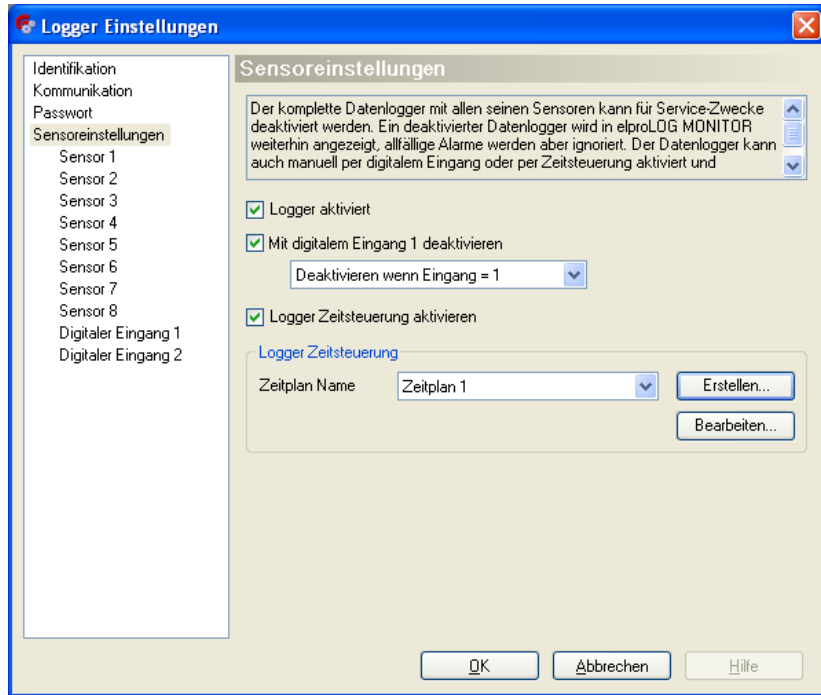 Logger Einstellungen
Identifikation
Kommunikation
Passwort
Sensoreinstellungen
Sensor 1
Sensor 2
Sensor 3
Sensor 4
Sensor 5
Sensor 6
Sensor 7
Sensor 8
Digitaler Eingang 1
Digitaler Eingang 2
Sensoreinstellungen
Der komplette Datenlogger mit allen seinen Sensoren kann für Service-Zwecke
deaktiviert werden. Ein deaktivierter Datenlogger wird in elproLOG MONITOR
weiterhin angezeigt, allfällige Alarme werden aber ignoriert. Der Datenlogger kann
auch manuell per digitalem Eingang oder per Zeitsteuerung aktiviert und
Logger aktiviert
Mit digitalem Eingang 1 deaktivieren
Deaktivieren wenn Eingang = 1
Logger Zeitsteuerung aktivieren
Logger Zeitsteuerung
Zeitplan Name
Zeitplan 1
Erstellen...
Bearbeiten...
OK
Abbrechen
Hilfe